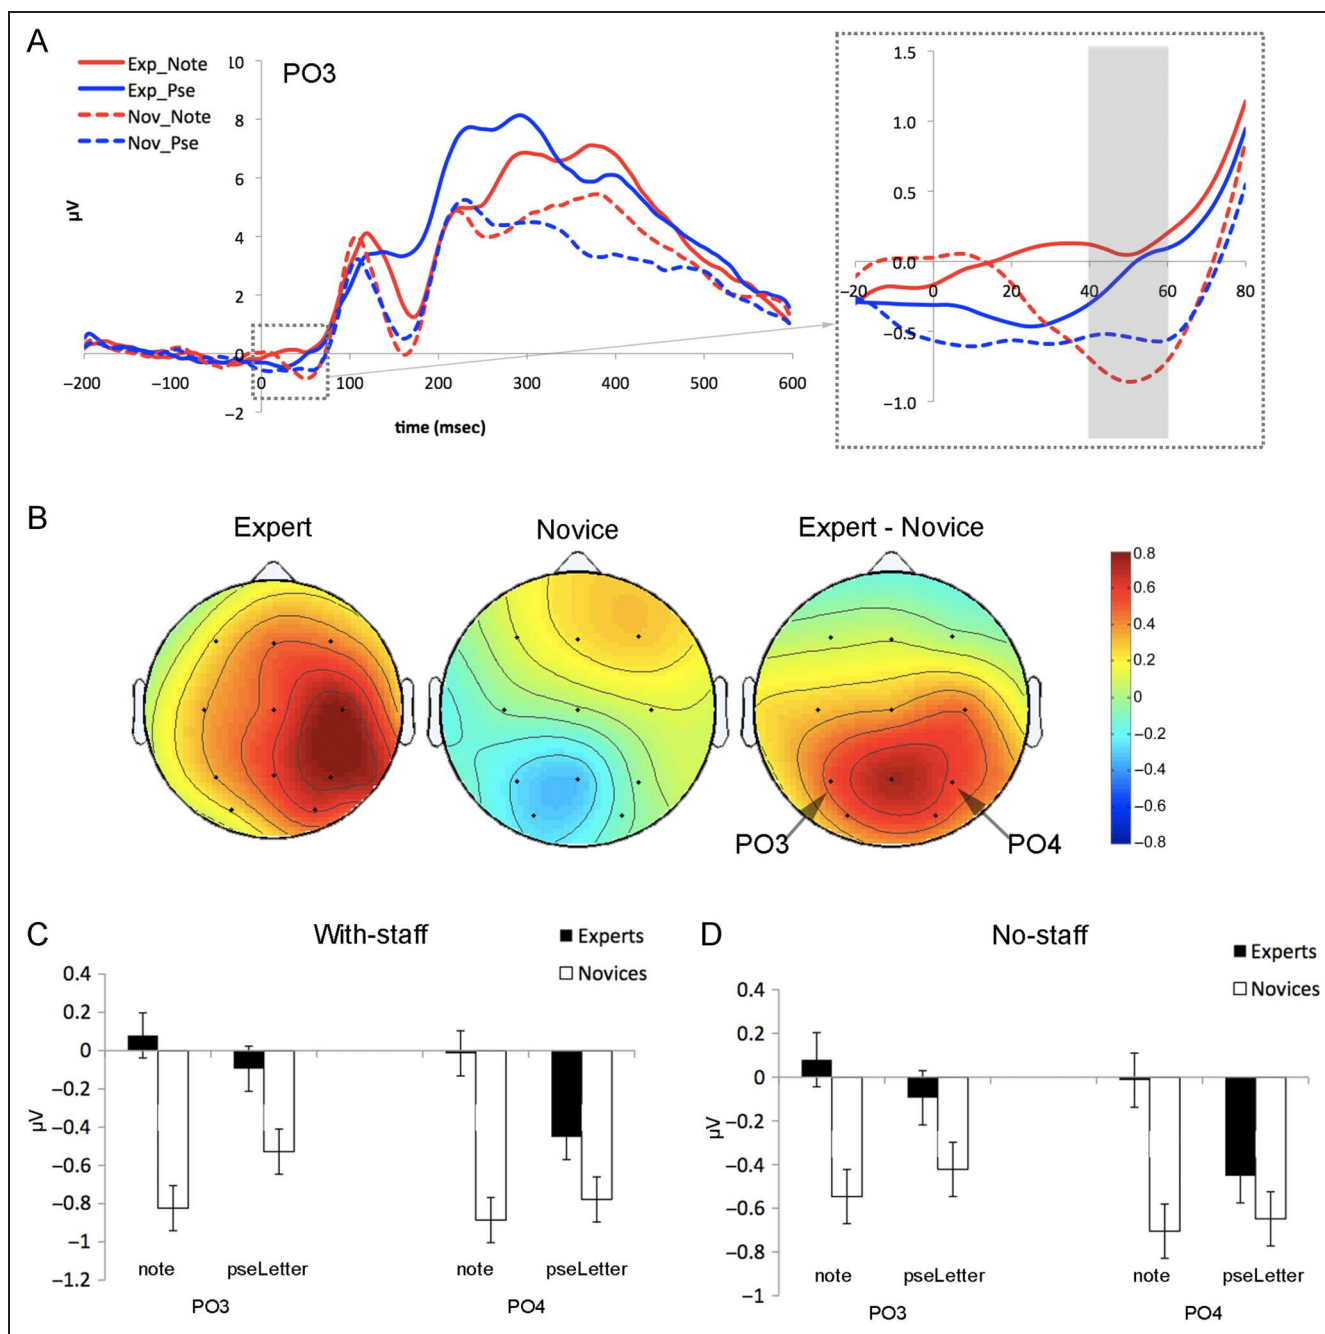 A
Exp_Note
Exp_Pse
Nov_Note
Nov_Pse
PO3
10
8
6
4
2
0
−2
µV
−200 −100 0 100 200 300 400 500 600
time (msec)
1.5
1.0
0.5
0.0
−0.5
−1.0
−20 0 20 40 60 80
B
Expert Novice Expert - Novice
0.8
0.6
0.4
0.2
0
−0.2
−0.4
−0.6
−0.8
PO3 PO4
C
With-staff
Experts
Novices
0.4
0.2
0
−0.2
−0.4
−0.6
−0.8
−1
−1.2
µV
note pseLetter note pseLetter
PO3 PO4
D
No-staff
Experts
Novices
0.4
0.2
0
−0.2
−0.4
−0.6
−0.8
−1
µV
note pseLetter note pseLetter
PO3 PO4